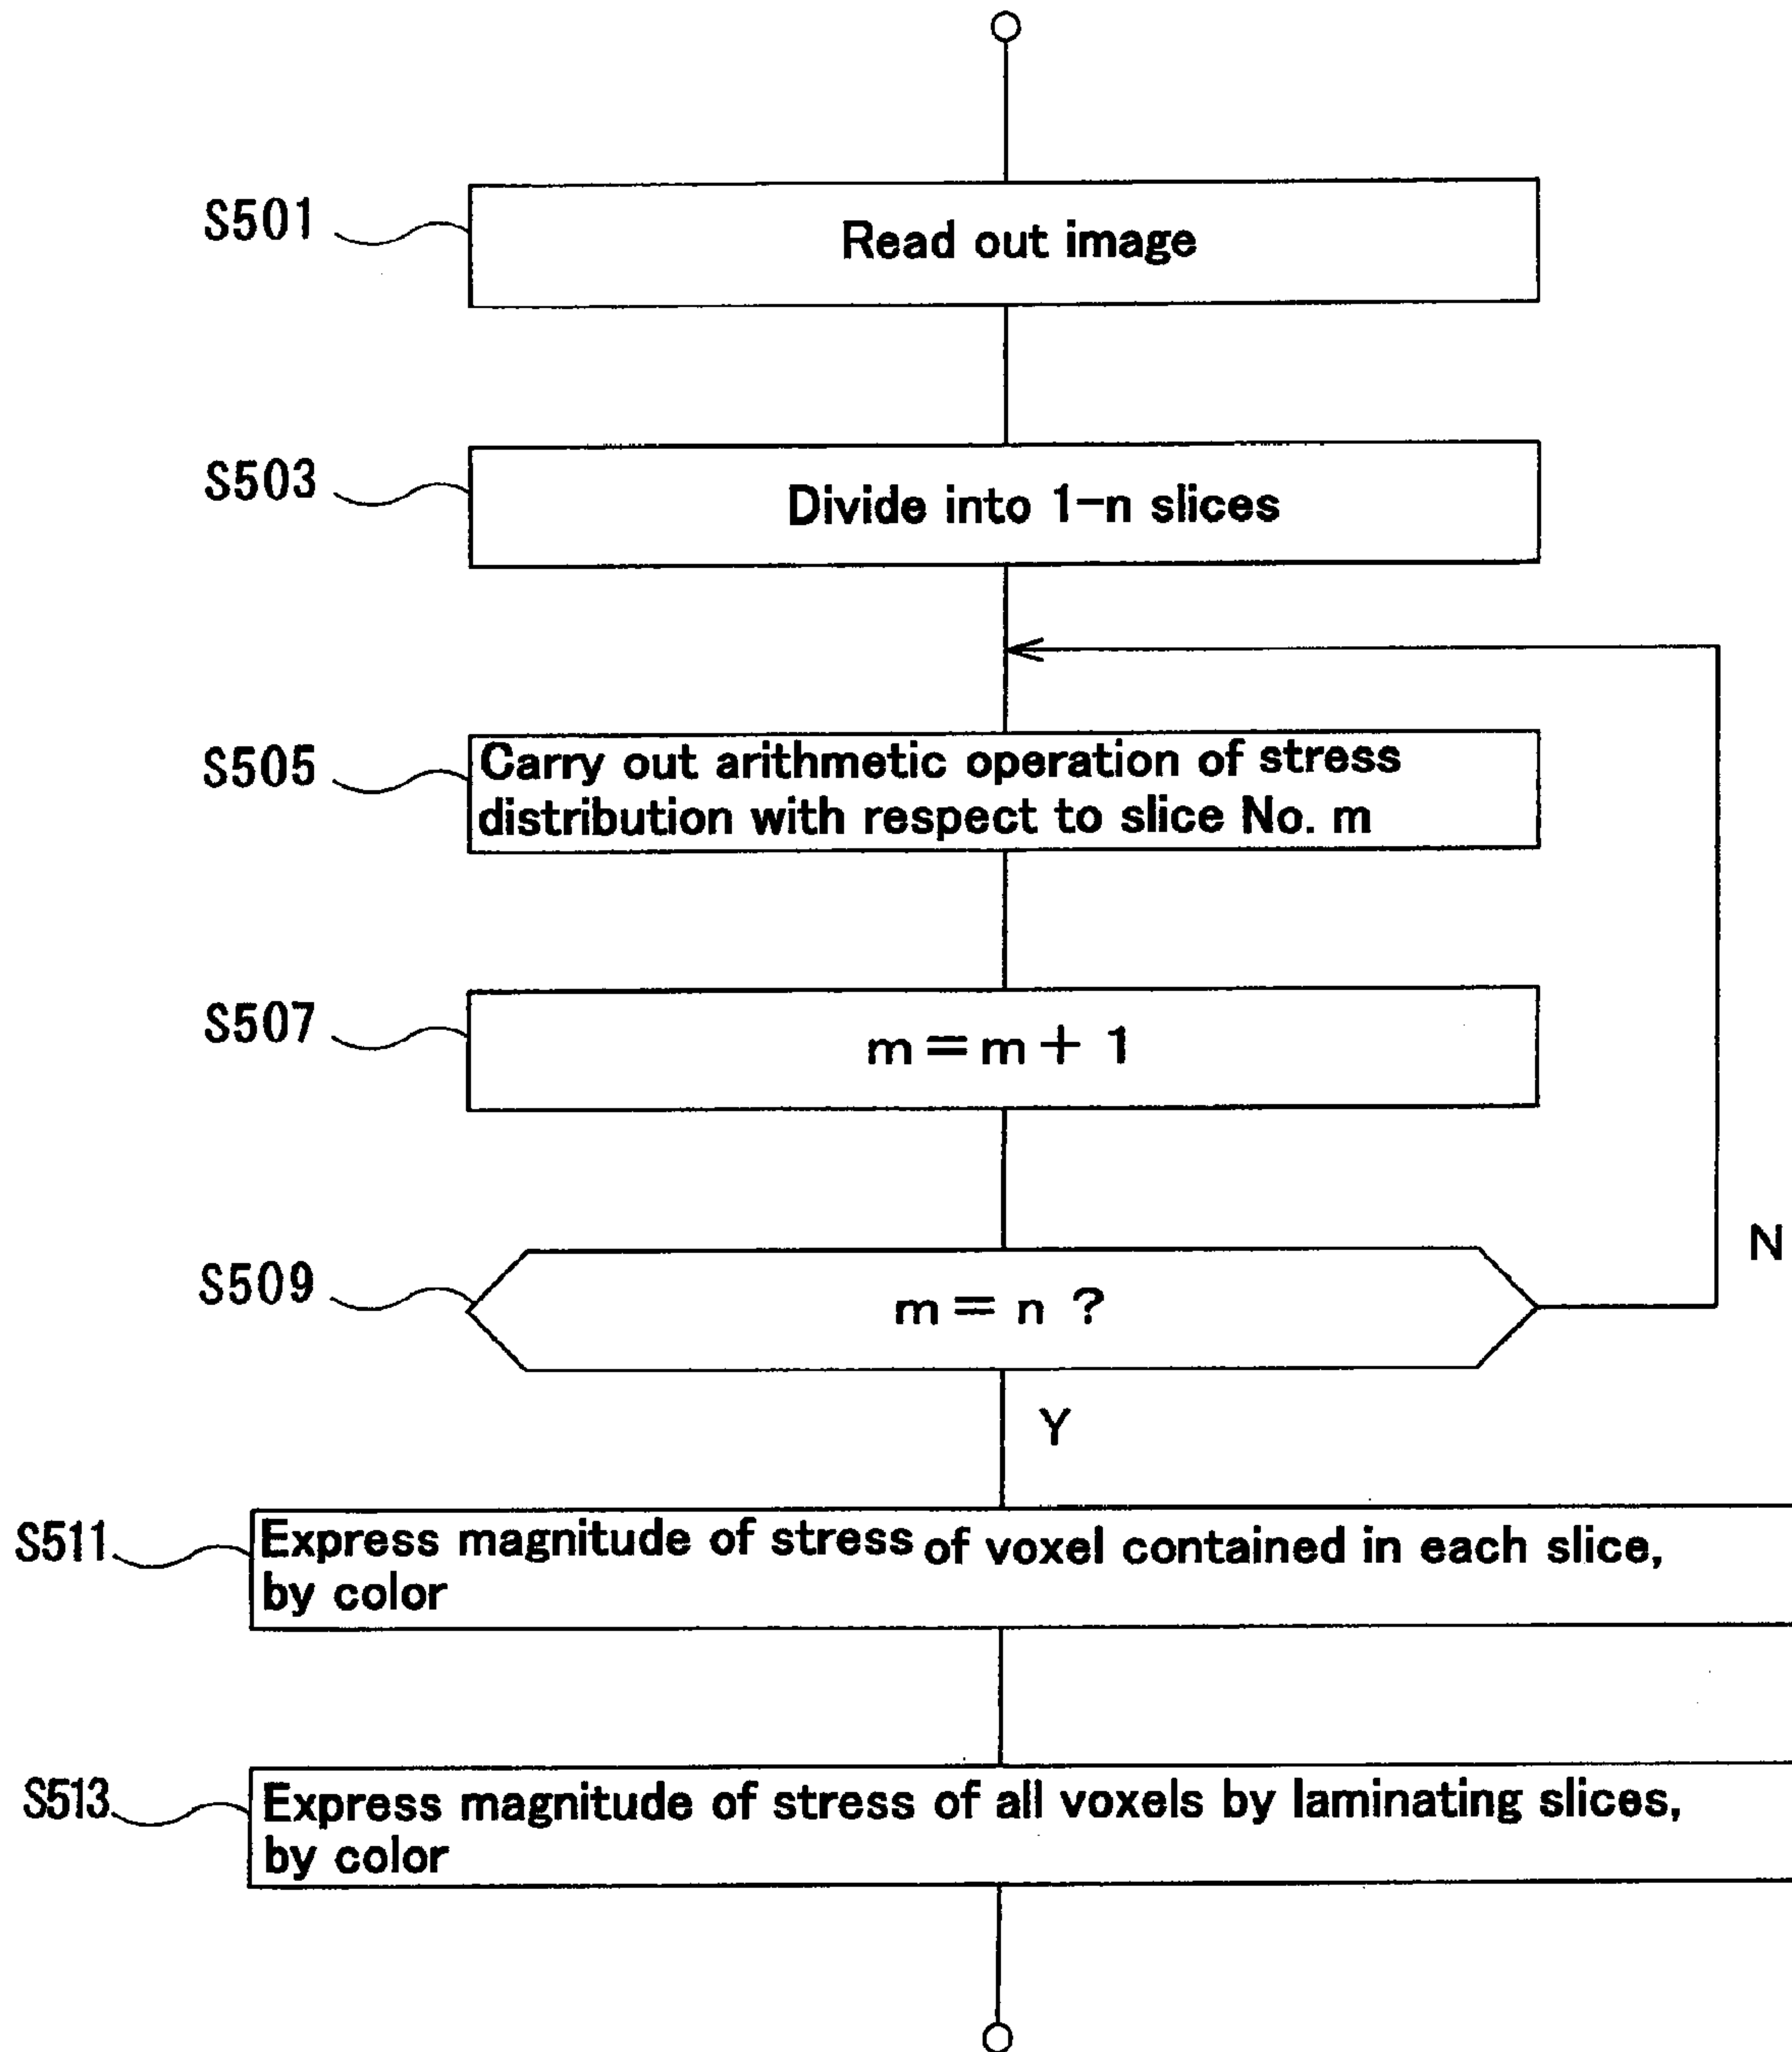 S501
Read out image
S503
Divide into 1-n slices
S505
Carry out arithmetic operation of stress
distribution with respect to slice No. m
S507
m=m+ 1
N
S509
m= n ?
Y
S511
Express magnitude of stress of voxel contained in each slice,
by color
S513
Express magnitude of stress of all voxels by laminating slices,
by color